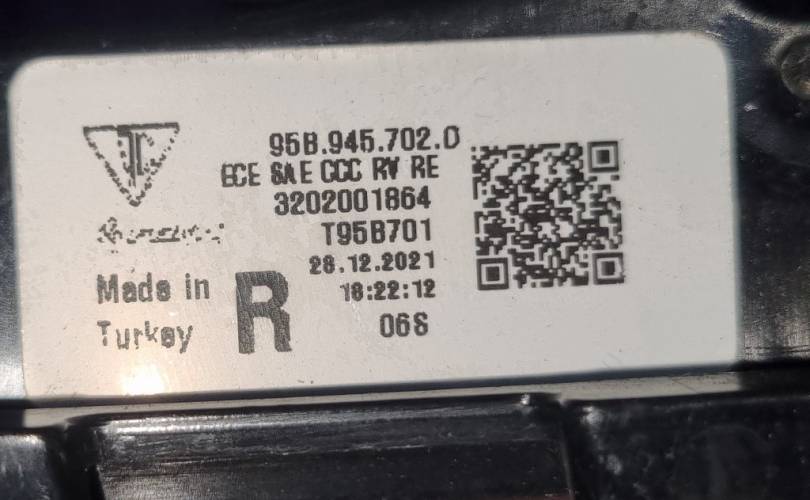 95B.945.702.D
ECE SAE CCC RV RE
3202001864
T95B701
28.12.2021
18:22:12
06S
Made in
Turkey
R